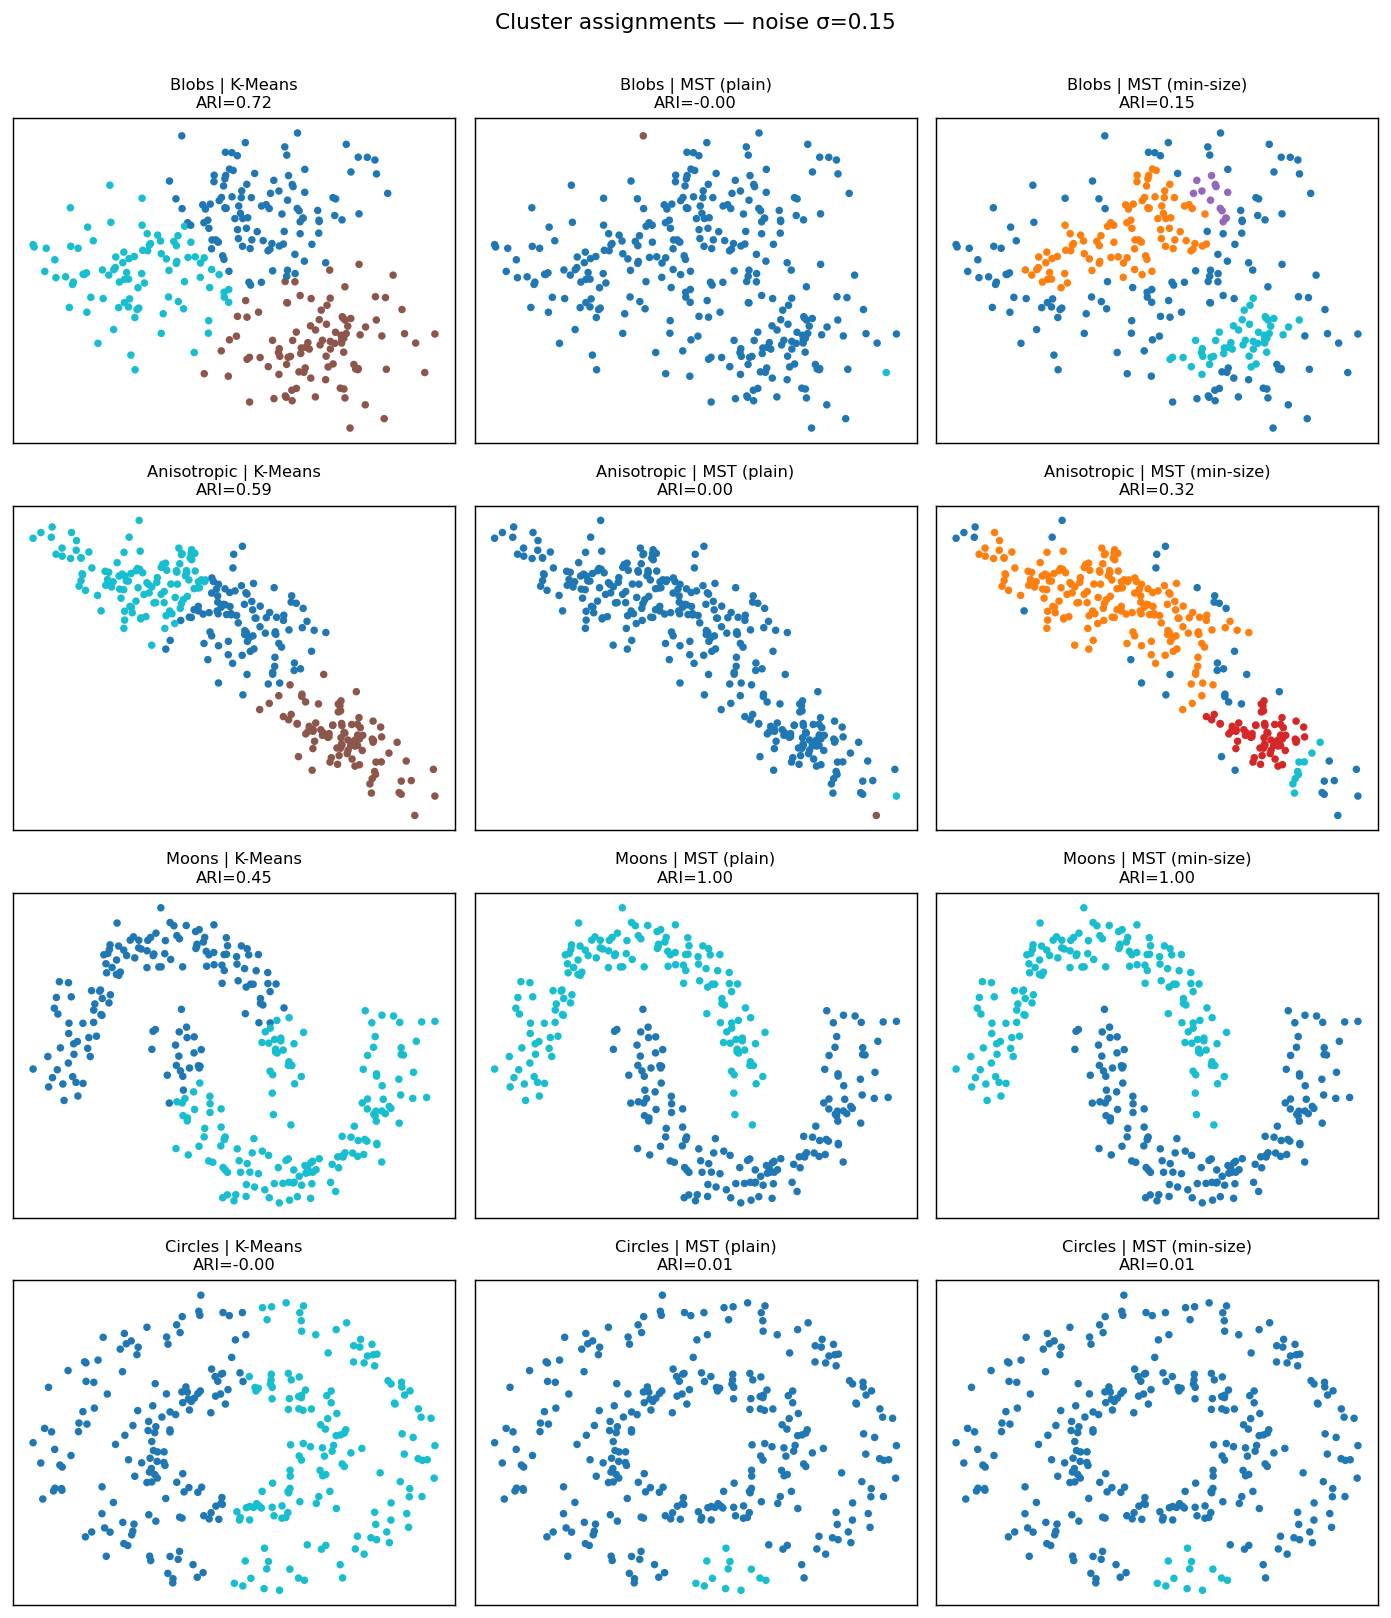 Cluster assignments — noise σ=0.15
Blobs | K-Means
ARI=0.72
Blobs | MST (plain)
ARI=-0.00
Blobs | MST (min-size)
ARI=0.15
Anisotropic | K-Means
ARI=0.59
Anisotropic | MST (plain)
ARI=0.00
Anisotropic | MST (min-size)
ARI=0.32
Moons | K-Means
ARI=0.45
Moons | MST (plain)
ARI=1.00
Moons | MST (min-size)
ARI=1.00
Circles | K-Means
ARI=-0.00
Circles | MST (plain)
ARI=0.01
Circles | MST (min-size)
ARI=0.01